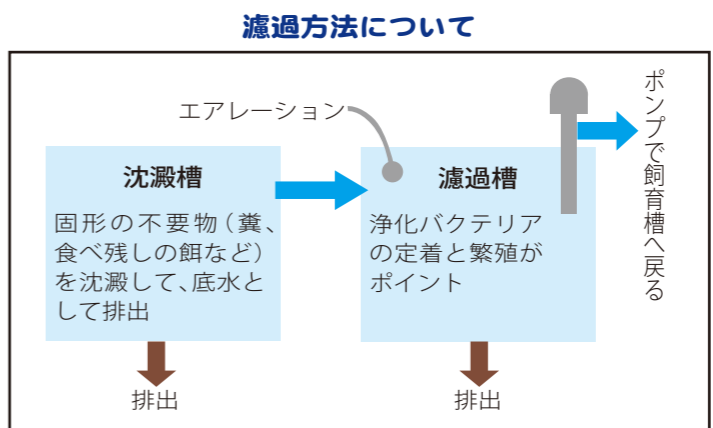 濾過方法について
エアレーション
沈澱槽
固形の不要物（糞、
食べ残しの餌など）
を沈澱して、底水と
して排出
排出
濾過槽
浄化バクテリア
の定着と繁殖が
ポイント
排出
ポンプで飼育槽へ戻る